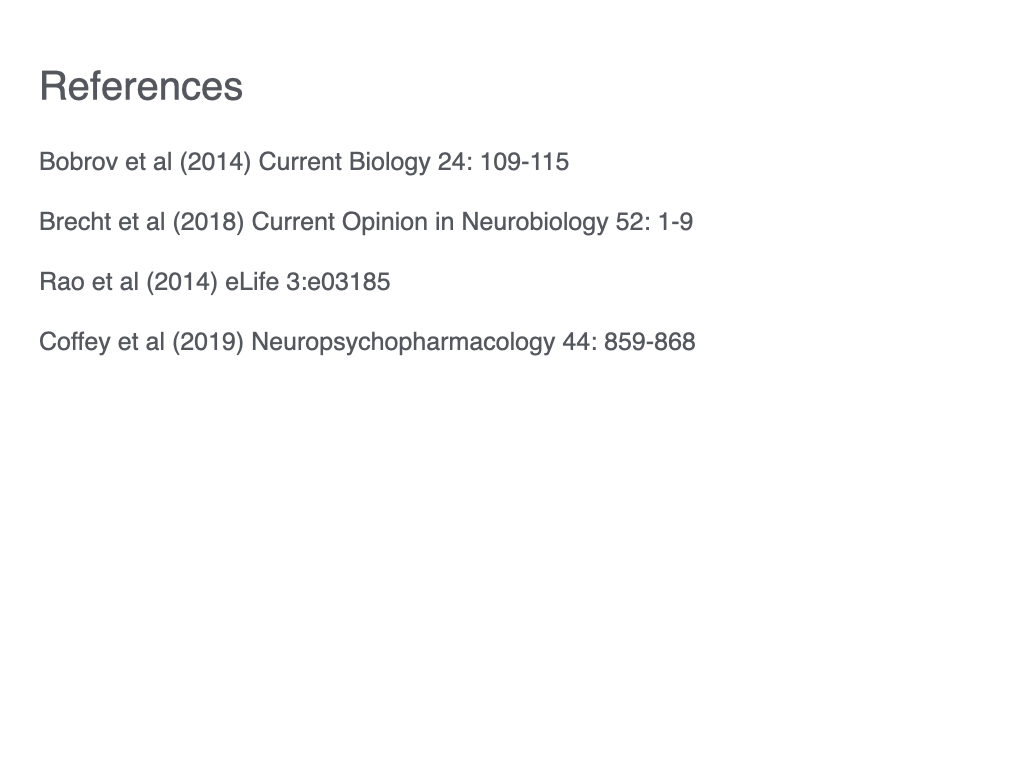 References
Bobrov et al (2014) Current Biology 24: 109-115
Brecht et al (2018) Current Opinion in Neurobiology 52: 1-9
Rao et al (2014) eLife 3:e03185
Coffey et al (2019) Neuropsychopharmacology 44: 859-868